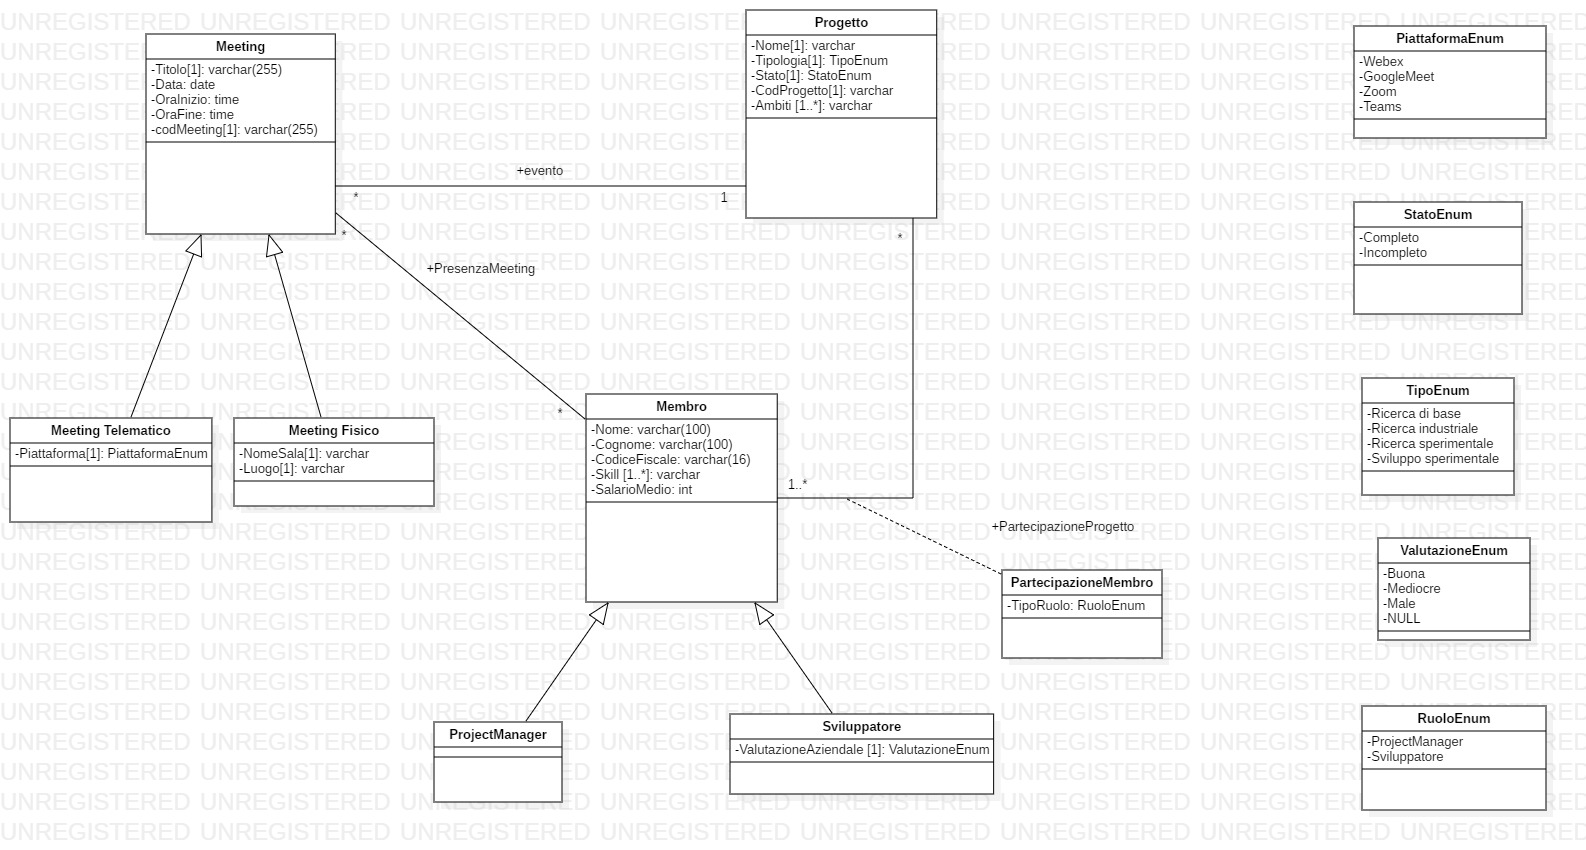 Meeting
-Titolo[1]: varchar(255)
-Data: date
-OraInizio: time
-OraFine: time
-codMeeting[1]: varchar(255)
Progetto
-Nome[1]: varchar
-Tipologia[1]: TipoEnum
-Stato[1]: StatoEnum
-CodProgetto[1]: varchar
-Ambiti [1..*]: varchar
PiattaformaEnum
-Webex
-GoogleMeet
-Zoom
-Teams
+evento
*
1
StatoEnum
-Completo
-Incompleto
*
*
+PresenzaMeeting
*
Meeting Telematico
-Piattaforma[1]: PiattaformaEnum
Meeting Fisico
-NomeSala[1]: varchar
-Luogo[1]: varchar
Membro
-Nome: varchar(100)
-Cognome: varchar(100)
-CodiceFiscale: varchar(16)
-Skill [1..*]: varchar
-SalarioMedio: int
1..*
TipoEnum
-Ricerca di base
-Ricerca industriale
-Ricerca sperimentale
-Sviluppo sperimentale
+PartecipazioneProgetto
PartecipazioneMembro
-TipoRuolo: RuoloEnum
ValutazioneEnum
-Buona
-Mediocre
-Male
-NULL
ProjectManager
Sviluppatore
-ValutazioneAziendale [1]: ValutazioneEnum
RuoloEnum
-ProjectManager
-Sviluppatore